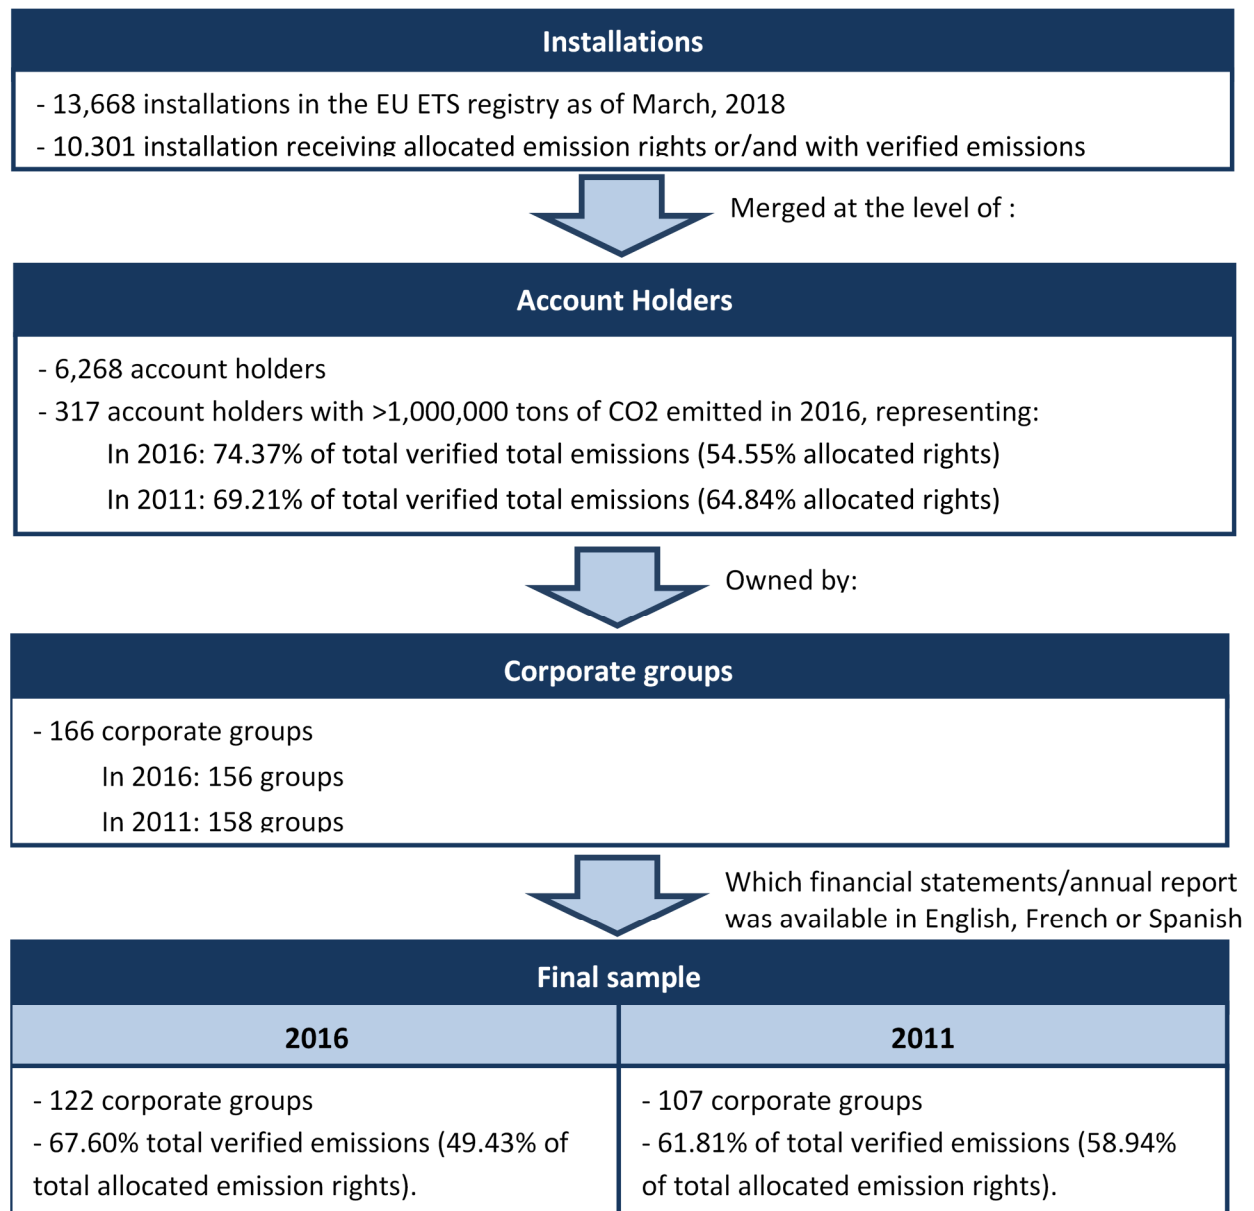 Installations
- 13,668 installations in the EU ETS registry as of March, 2018
- 10,301 installation receiving allocated emission rights or/and with verified emissions
Merged at the level of :
Account Holders
- 6,268 account holders
- 317 account holders with >1,000,000 tons of CO2 emitted in 2016, representing:
In 2016: 74.37% of total verified total emissions (54.55% allocated rights)
In 2011: 69.21% of total verified total emissions (64.84% allocated rights)
Owned by:
Corporate groups
- 166 corporate groups
In 2016: 156 groups
In 2011: 158 groups
Which financial statements/annual report
was available in English, French or Spanish
Final sample
2016
- 122 corporate groups
- 67.60% total verified emissions (49.43% of
total allocated emission rights).
2011
- 107 corporate groups
- 61.81% of total verified emissions (58.94%
of total allocated emission rights).